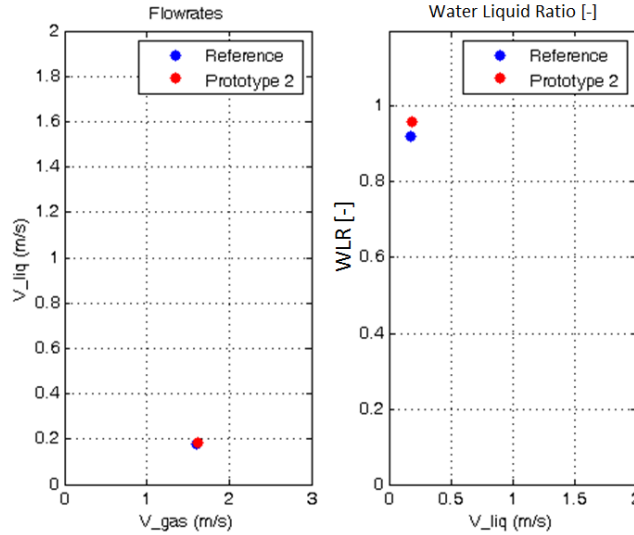 Flowrates
Reference
Prototype 2
2
1.8
1.6
1.4
1.2
1
0.8
0.6
0.4
0.2
0
V_liq (m/s)
0
1
2
3
V_gas (m/s)
Water Liquid Ratio [-]
Reference
Prototype 2
1
0.8
0.6
0.4
0.2
0
WLR [-]
0
0.5
1
1.5
2
V_liq (m/s)